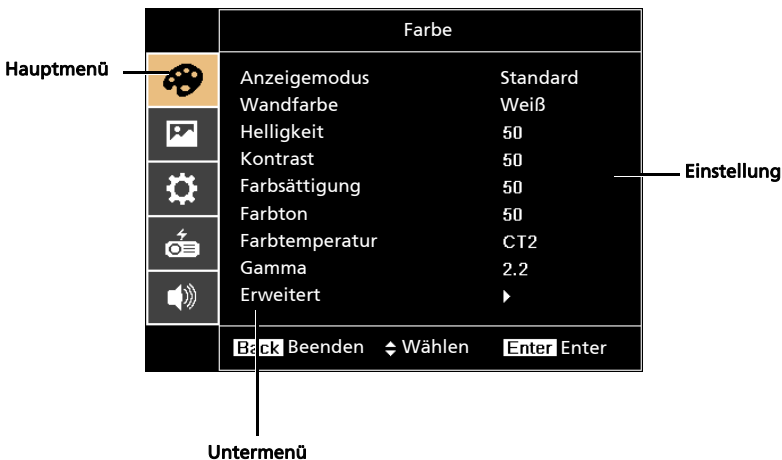 Farbe
Hauptmenü
Anzeigemodus Standard
Wandfarbe Weiß
Helligkeit 50
Kontrast 50
Einstellung
Farbsättigung 50
Farbton 50
Farbtemperatur CT2
Gamma 2.2
Erweitert
Back Beenden Wählen Enter Enter
Untermenü